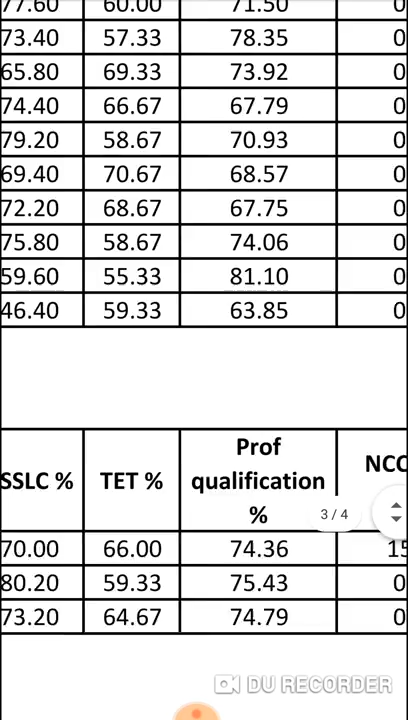 77.60 60.00 71.50 0
73.40 57.33 78.35 0
65.80 69.33 73.92 0
74.40 66.67 67.79 0
79.20 58.67 70.93 0
69.40 70.67 68.57 0
72.20 68.67 67.75 0
75.80 58.67 74.06 0
59.60 55.33 81.10 0
46.40 59.33 63.85 0
Prof
SSLC % TET % qualification NCC
%
3 / 4
70.00 66.00 74.36 15
80.20 59.33 75.43 0
73.20 64.67 74.79 0
DU RECORDER